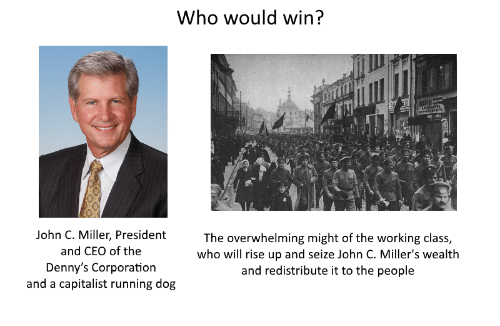 Who would win?
John C. Miller, President
and CEO of the
Denny's Corporation
and a capitalist running dog
The overwhelming might of the working class,
who will rise up and seize John C. Miller's wealth
and redistribute it to the people